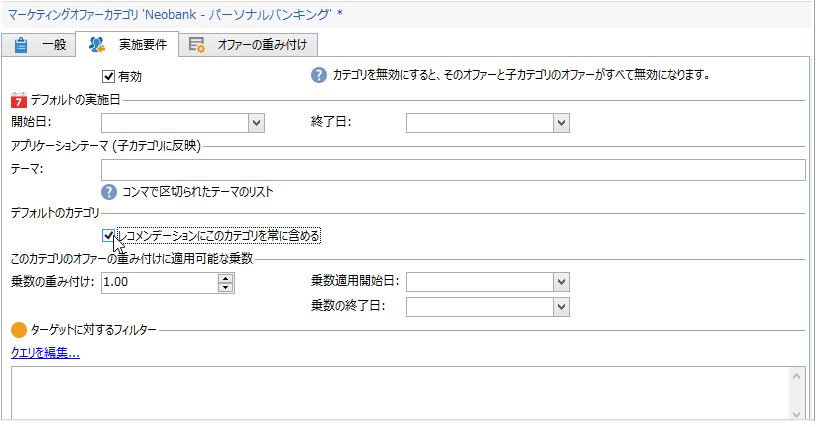 マーケティングオファーカテゴリ 'Neobank - パーソナルバンキング' *
一般 実施要件 オファーの重み付け
有効 ? カテゴリを無効にすると、そのオファーと子カテゴリのオファーがすべて無効になります。
7 デフォルトの実施日
開始日: 終了日:
アプリケーションテーマ (子カテゴリに反映)
テーマ:
? コンマで区切られたテーマのリスト
デフォルトのカテゴリ
レコメンデーションにこのカテゴリを常に含める
このカテゴリのオファーの重み付けに適用可能な乗数
乗数の重み付け: 1.00 乗数適用開始日:
乗数の終了日:
ターゲットに対するフィルター
クエリを編集...